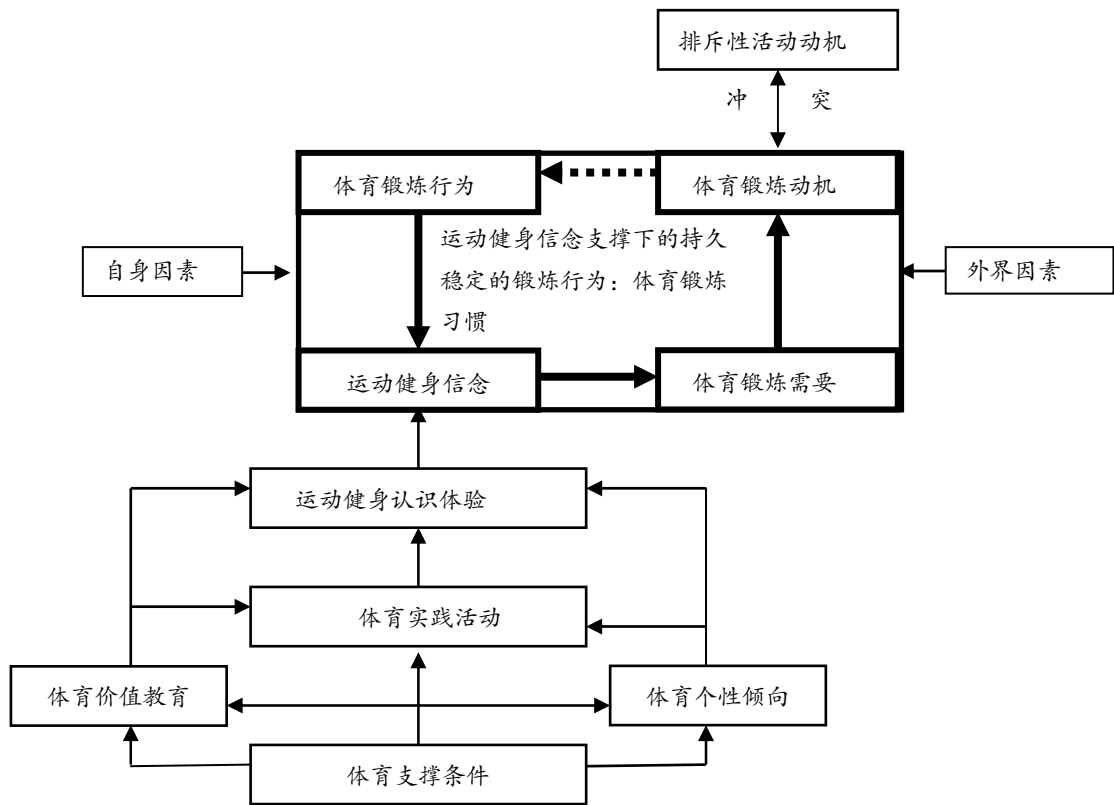 排斥性活动动机
冲 突
体育锻炼行为
体育锻炼动机
运动健身信念支撑下的持久
稳定的锻炼行为：体育锻炼
习惯
自身因素
外界因素
运动健身信念
体育锻炼需要
运动健身认识体验
体育实践活动
体育价值教育
体育个性倾向
体育支撑条件